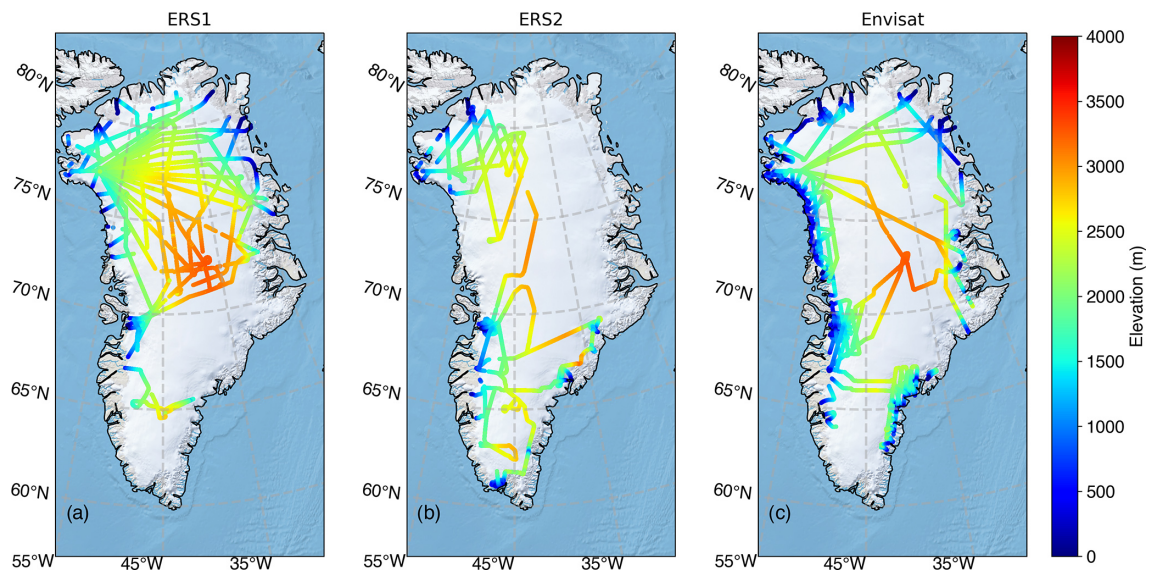 ERS1
ERS2
Envisat
80°N
75°N
70°N
65°N
60°N
55°W
45°W
35°W
(a)
80°N
75°N
70°N
65°N
60°N
55°W
45°W
35°W
(b)
80°N
75°N
70°N
65°N
60°N
55°W
45°W
35°W
(c)
4000
3500
3000
2500
2000
1500
1000
500
0
Elevation (m)